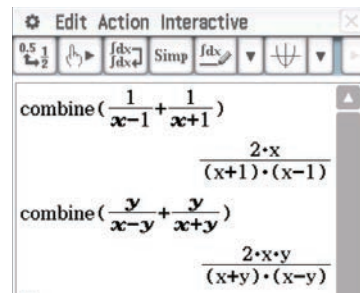 Edit Action Interactive
0.5 1/2 ∫dx ∫dx Simp ∫dx
combine(1/(x-1)+1/(x+1))
2·x/((x+1)·(x-1))
combine(y/(x-y)+y/(x+y))
2·x·y/((x+y)·(x-y))